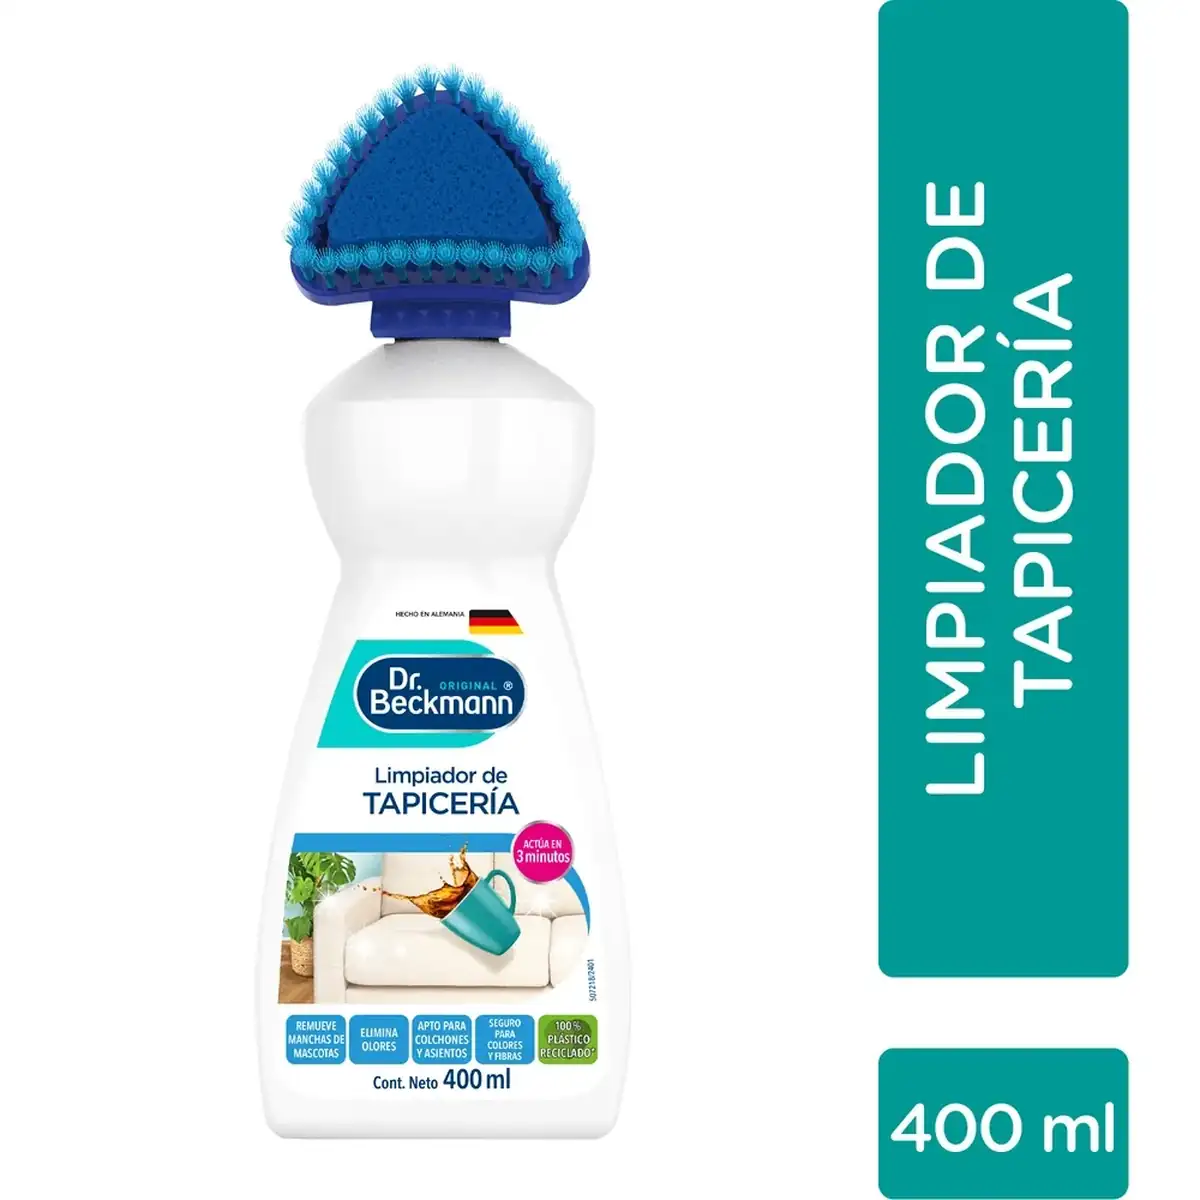 HECHO EN ALEMANIA
Dr.
ORIGINAL ®
Beckmann
Limpiador de
TAPICERÍA
ACTÚA EN
3 minutos
507218/2401
REMUEVE
MANCHAS DE
MASCOTAS
ELIMINA
OLORES
APTO PARA
COLCHONES
Y ASIENTOS
SEGURO
PARA
COLORES
Y FIBRAS
100%
PLÁSTICO
RECICLADO*
Cont. Neto 400 ml
LIMPIADOR DE
TAPICERÍA
400 ml